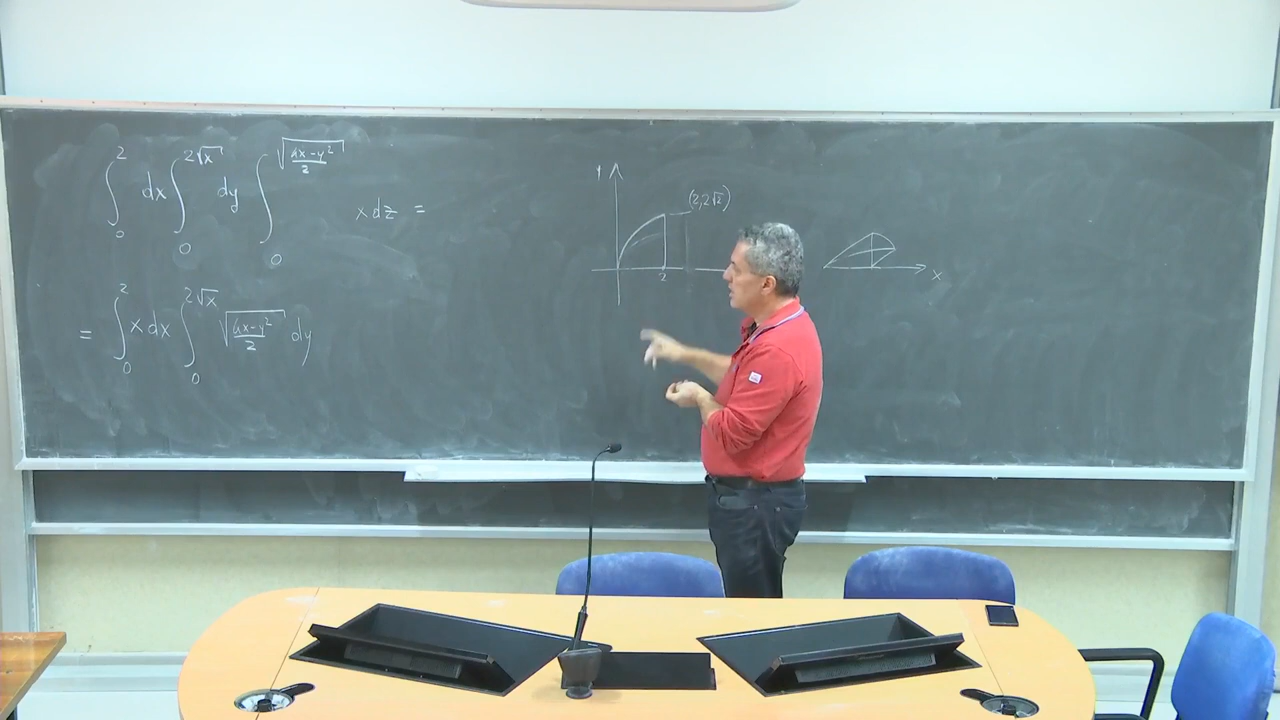 ∫₀² dx ∫₀^{2√x} dy ∫₀^{√((4x-y²)/2)} x dz =
= ∫₀² x dx ∫₀^{2√x} √((4x-y²)/2) dy
y
(2,2√2)
2
x